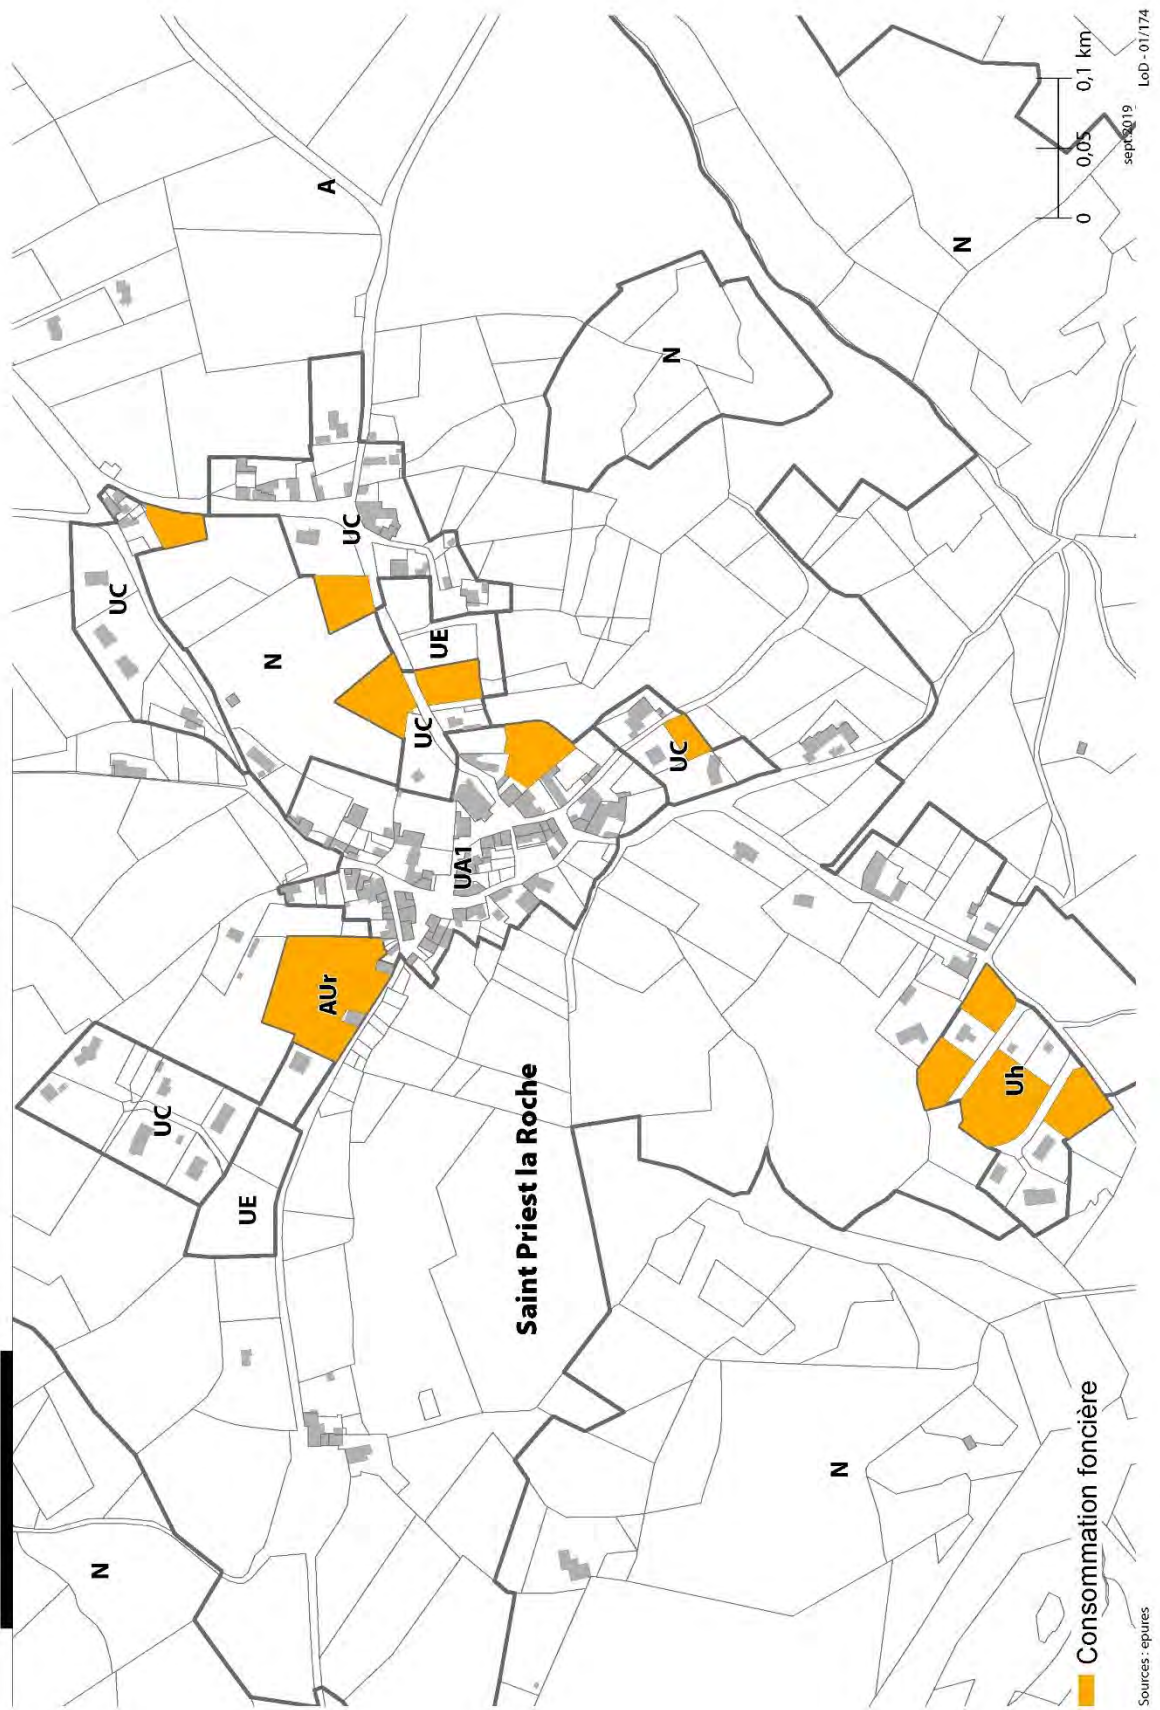 A
N
N
N
UC
UC
UE
N
UC
UC
UC
UA1
AUr
UC
UE
Uh
Saint Priest la Roche
N
N
Consommation foncière
0 0,05 0,1 km
sept.2019
Sources : epures
LoD - 01/174